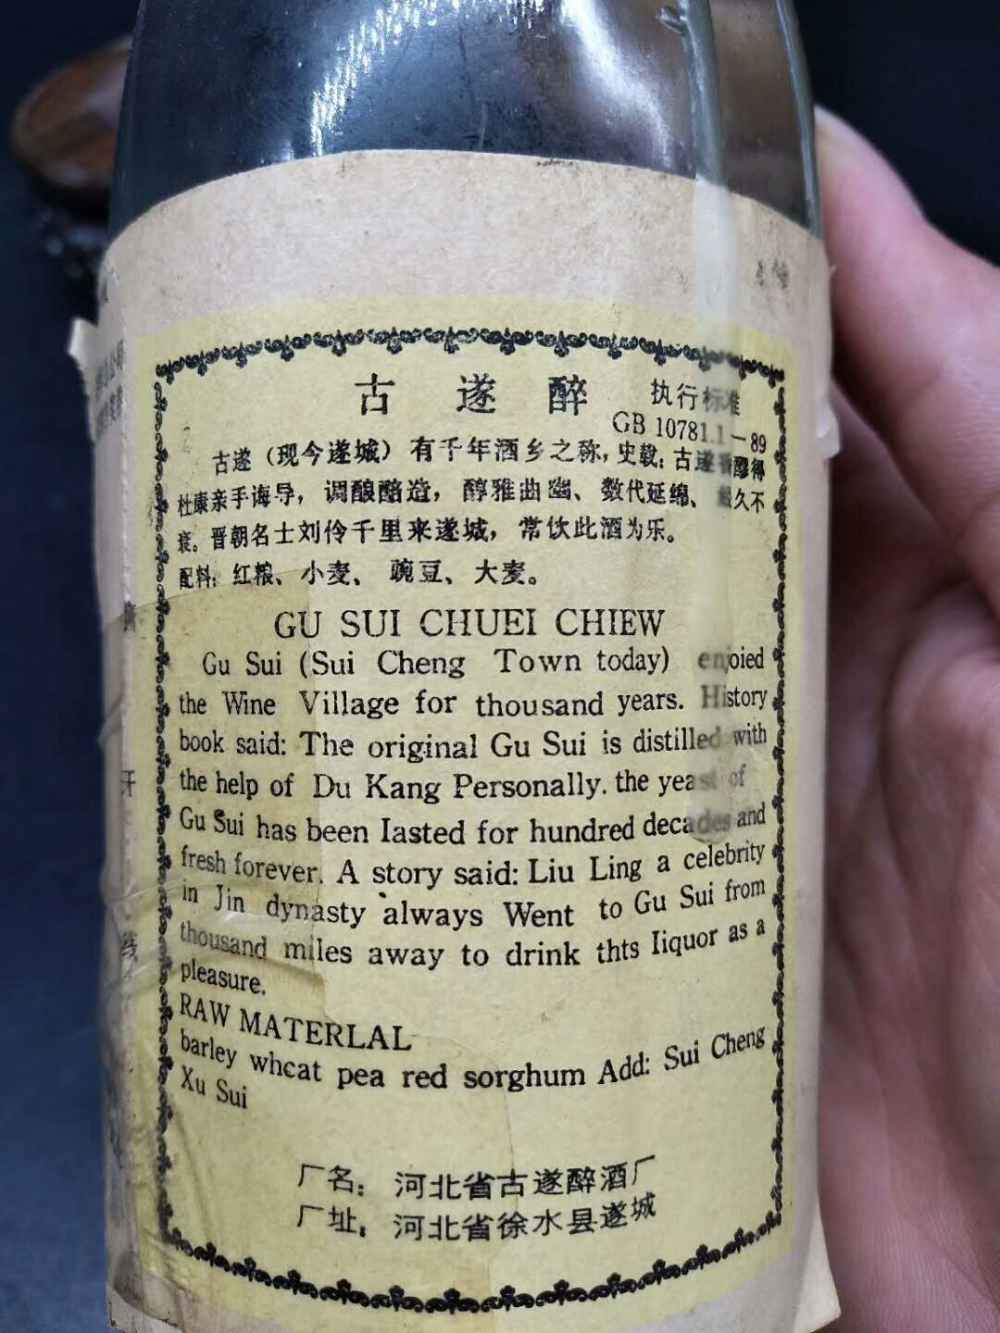 古遂醉 执行标准
GB 10781.1—89
古遂（现今遂城）有千年酒乡之称，史载：古遂 醪得
杜康亲手诲导，调酿酪造，醇雅曲幽、数代延绵、 久不
衰。晋朝名士刘伶千里来遂城，常饮此酒为乐。
配料：红粮、小麦、豌豆、大麦。
GU SUI CHUEI CHIEW
Gu Sui (Sui Cheng Town today) enjoied
the Wine Village for thousand years. History
book said: The original Gu Sui is distilled with
the help of Du Kang Personally. the yeast of
Gu Sui has been Iasted for hundred decades and
fresh forever. A story said: Liu Ling a celebrity
in Jin dynasty always Went to Gu Sui from
thousand miles away to drink thts Iiquor as a
pleasure.
RAW MATERLAL
barley whcat pea red sorghum Add: Sui Cheng
Xu Sui
厂名：河北省古遂醉酒厂
厂址：河北省徐水县遂城